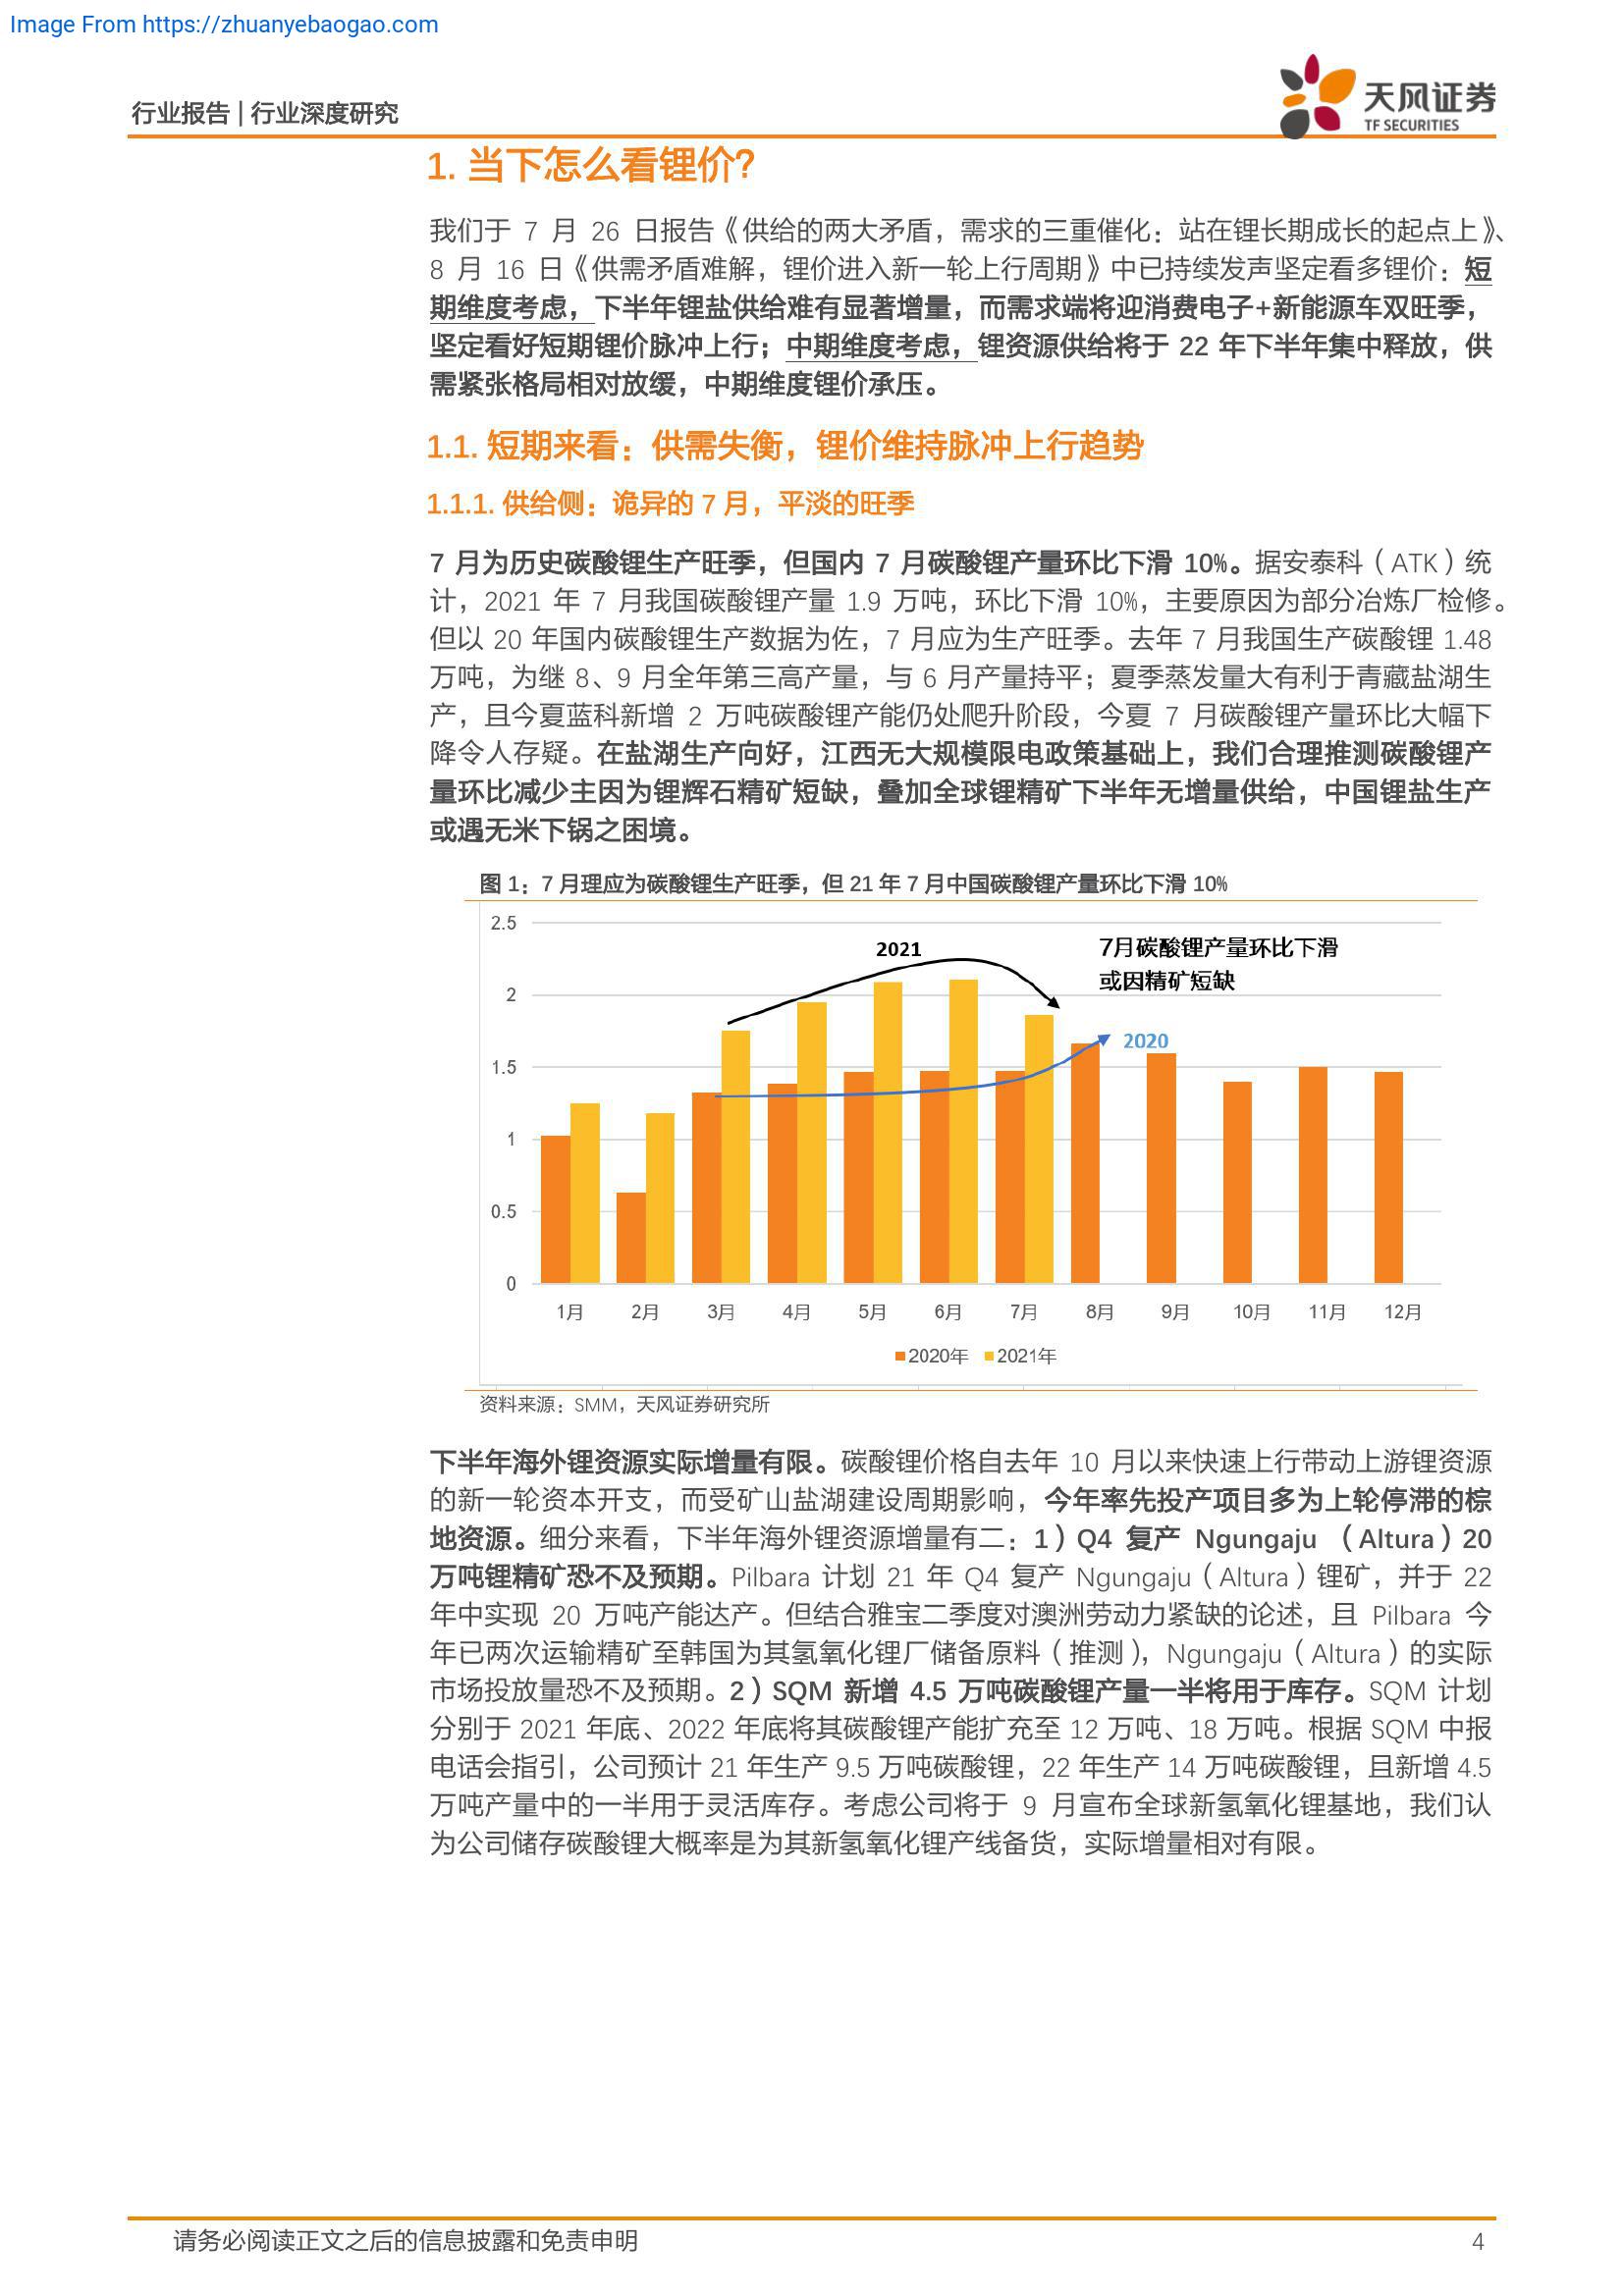 Image From https://zhuanyebaogao.com
行业报告 | 行业深度研究
天风证券
TF SECURITIES
1. 当下怎么看锂价?
我们于 7 月 26 日报告《供给的两大矛盾，需求的三重催化：站在锂长期成长的起点上》、
8 月 16 日《供需矛盾难解，锂价进入新一轮上行周期》中已持续发声坚定看多锂价：短
期维度考虑，下半年锂盐供给难有显著增量，而需求端将迎消费电子+新能源车双旺季，
坚定看好短期锂价脉冲上行；中期维度考虑，锂资源供给将于 22 年下半年集中释放，供
需紧张格局相对放缓，中期维度锂价承压。
1.1. 短期来看：供需失衡，锂价维持脉冲上行趋势
1.1.1. 供给侧：诡异的 7 月，平淡的旺季
7 月为历史碳酸锂生产旺季，但国内 7 月碳酸锂产量环比下滑 10%。据安泰科（ATK）统
计，2021 年 7 月我国碳酸锂产量 1.9 万吨，环比下滑 10%，主要原因为部分冶炼厂检修。
但以 20 年国内碳酸锂生产数据为佐，7 月应为生产旺季。去年 7 月我国生产碳酸锂 1.48
万吨，为继 8、9 月全年第三高产量，与 6 月产量持平；夏季蒸发量大有利于青藏盐湖生
产，且今夏蓝科新增 2 万吨碳酸锂产能仍处爬升阶段，今夏 7 月碳酸锂产量环比大幅下
降令人存疑。在盐湖生产向好，江西无大规模限电政策基础上，我们合理推测碳酸锂产
量环比减少主因为锂辉石精矿短缺，叠加全球锂精矿下半年无增量供给，中国锂盐生产
或遇无米下锅之困境。
图 1：7 月理应为碳酸锂生产旺季，但 21 年 7 月中国碳酸锂产量环比下滑 10%
2.5
2021
7月碳酸锂产量环比下滑
或因精矿短缺
2
2020
1.5
1
0.5
0
1月 2月 3月 4月 5月 6月 7月 8月 9月 10月 11月 12月
2020年 2021年
资料来源：SMM，天风证券研究所
下半年海外锂资源实际增量有限。碳酸锂价格自去年 10 月以来快速上行带动上游锂资源
的新一轮资本开支，而受矿山盐湖建设周期影响，今年率先投产项目多为上轮停滞的棕
地资源。细分来看，下半年海外锂资源增量有二：1）Q4 复产 Ngungaju （Altura）20
万吨锂精矿恐不及预期。Pilbara 计划 21 年 Q4 复产 Ngungaju（Altura）锂矿，并于 22
年中实现 20 万吨产能达产。但结合雅宝二季度对澳洲劳动力紧缺的论述，且 Pilbara 今
年已两次运输精矿至韩国为其氢氧化锂厂储备原料（推测），Ngungaju（Altura）的实际
市场投放量恐不及预期。2）SQM 新增 4.5 万吨碳酸锂产量一半将用于库存。SQM 计划
分别于 2021 年底、2022 年底将其碳酸锂产能扩充至 12 万吨、18 万吨。根据 SQM 中报
电话会指引，公司预计 21 年生产 9.5 万吨碳酸锂，22 年生产 14 万吨碳酸锂，且新增 4.5
万吨产量中的一半用于灵活库存。考虑公司将于 9 月宣布全球新氢氧化锂基地，我们认
为公司储存碳酸锂大概率是为其新氢氧化锂产线备货，实际增量相对有限。
请务必阅读正文之后的信息披露和免责申明
4